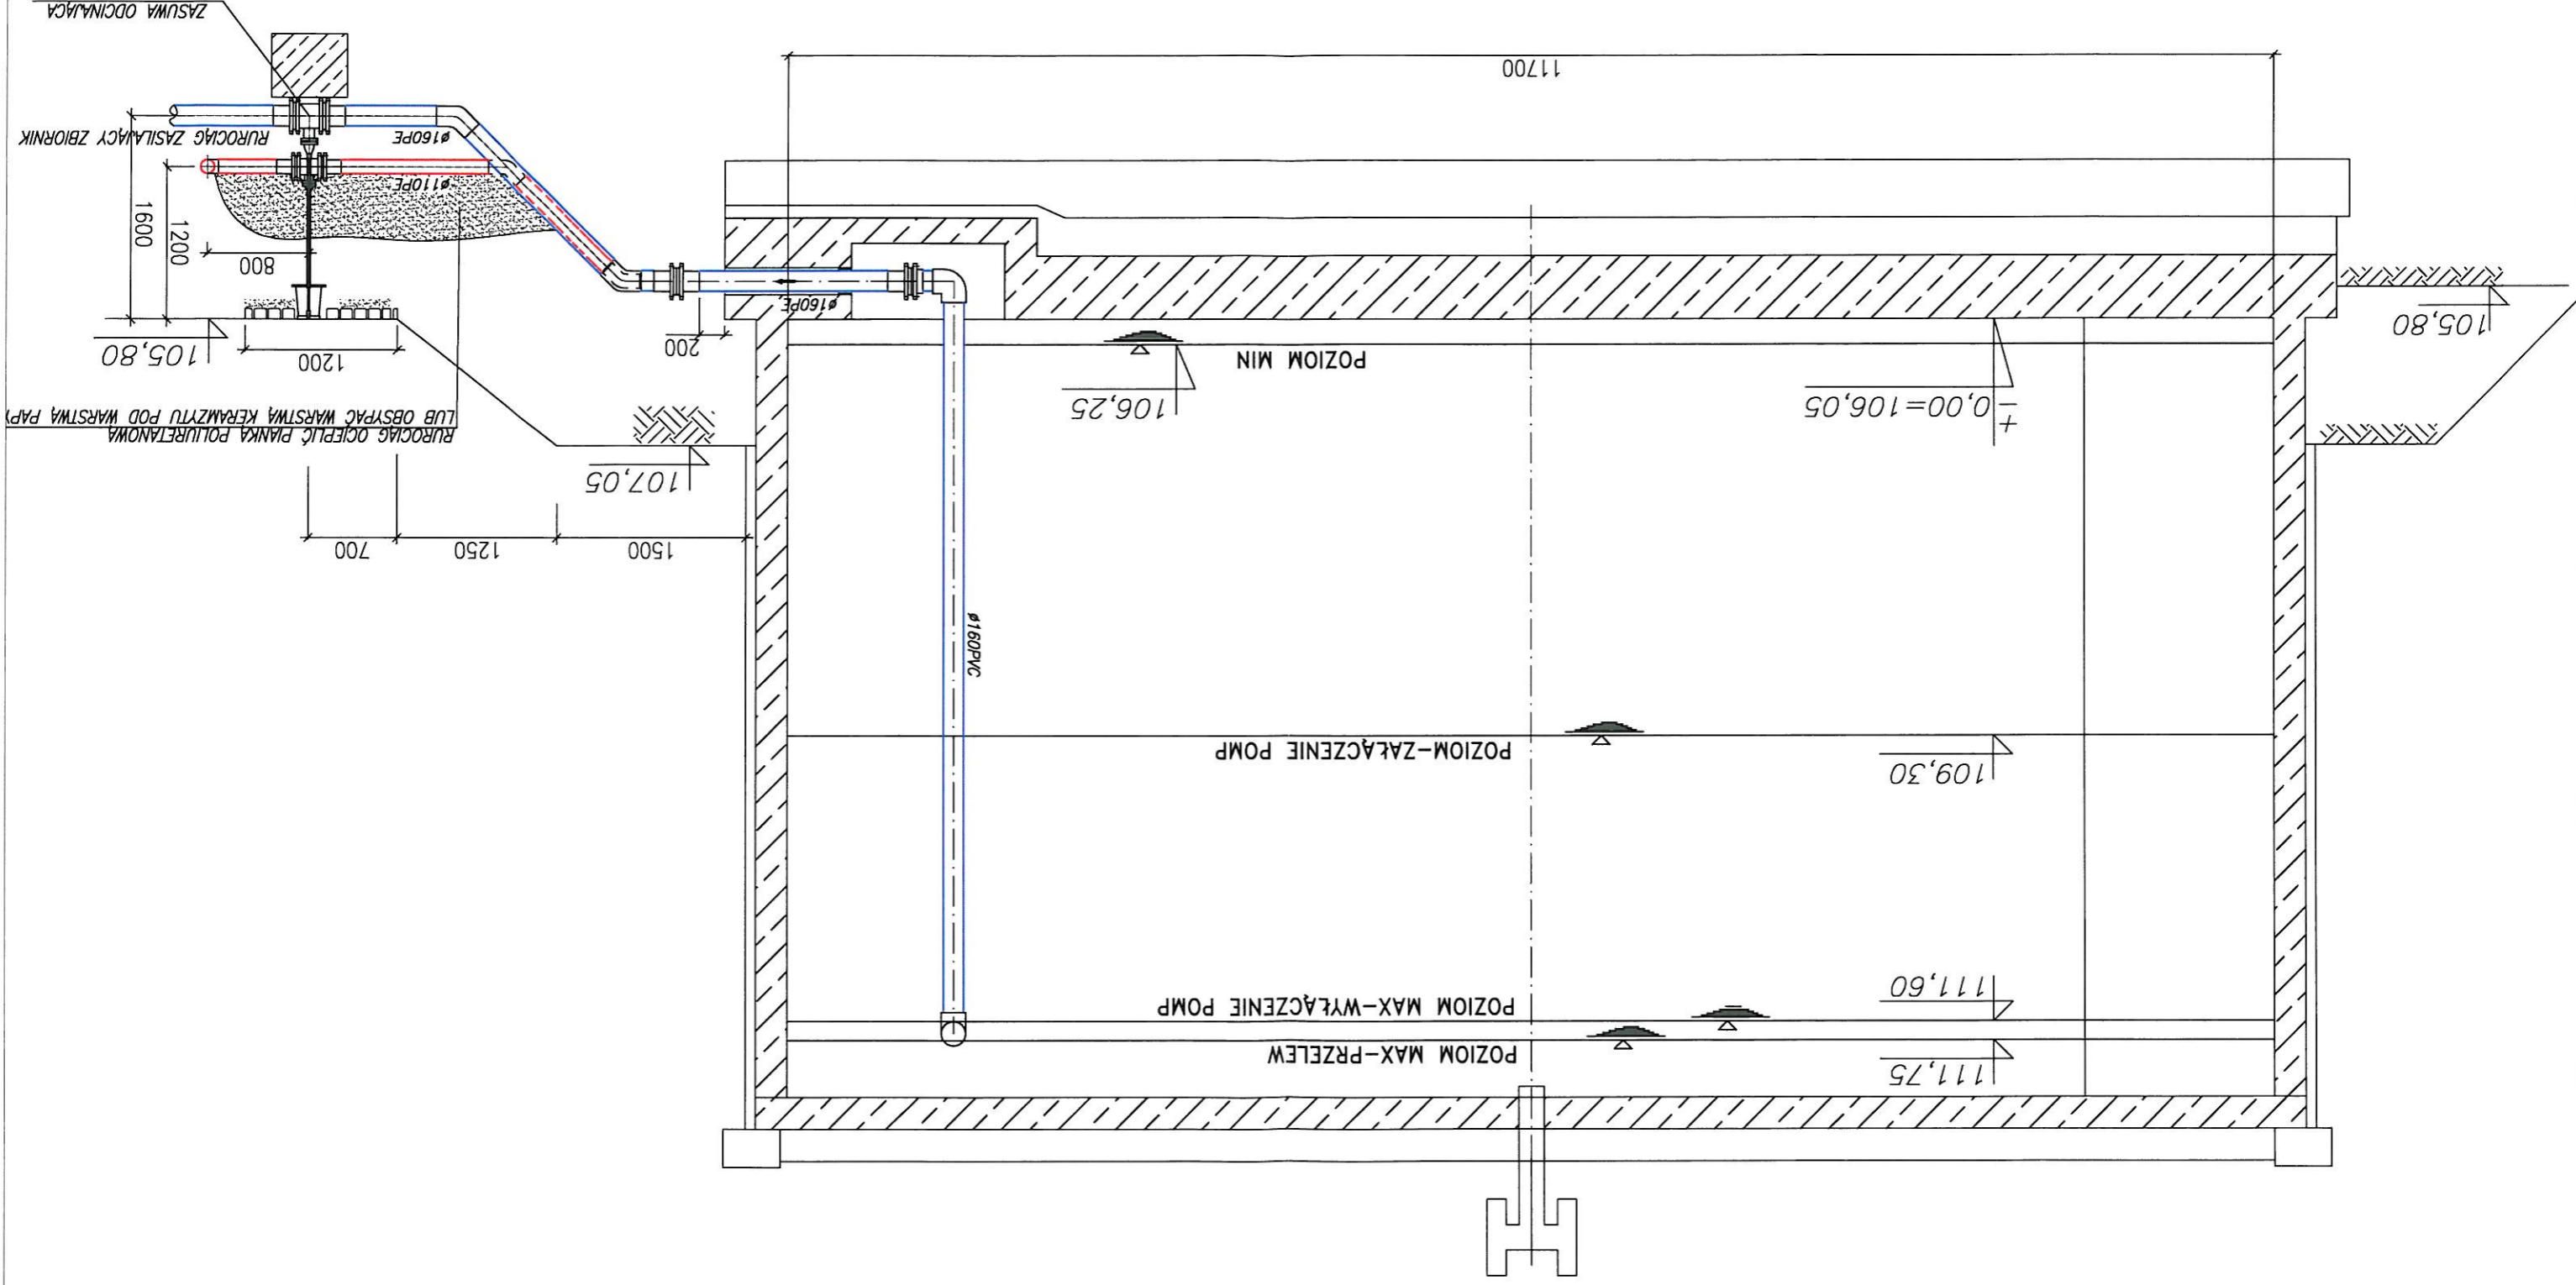 111,75
POZIOM MAX-PRZELEW
111,60
POZIOM MAX-WYŁĄCZENIE POMP
109,30
POZIOM-ZAŁĄCZENIE POMP
ø160PVC
1500
1250
700
107,05
RUROCIĄG OCIEPLIĆ PIANKĄ POLIURETANOWĄ
LUB OBSYPAĆ WARSTWĄ KERAMZYTU POD WARSTWĄ PAPY
+
- 0,00=106,05
106,25
POZIOM MIN
105,80
200
1200
105,80
ø160PE
800
1200
1600
ø110PE
ø160PE
RUROCIĄG ZASILAJĄCY ZBIORNIK
11700
ZASUWA ODCINAJĄCA